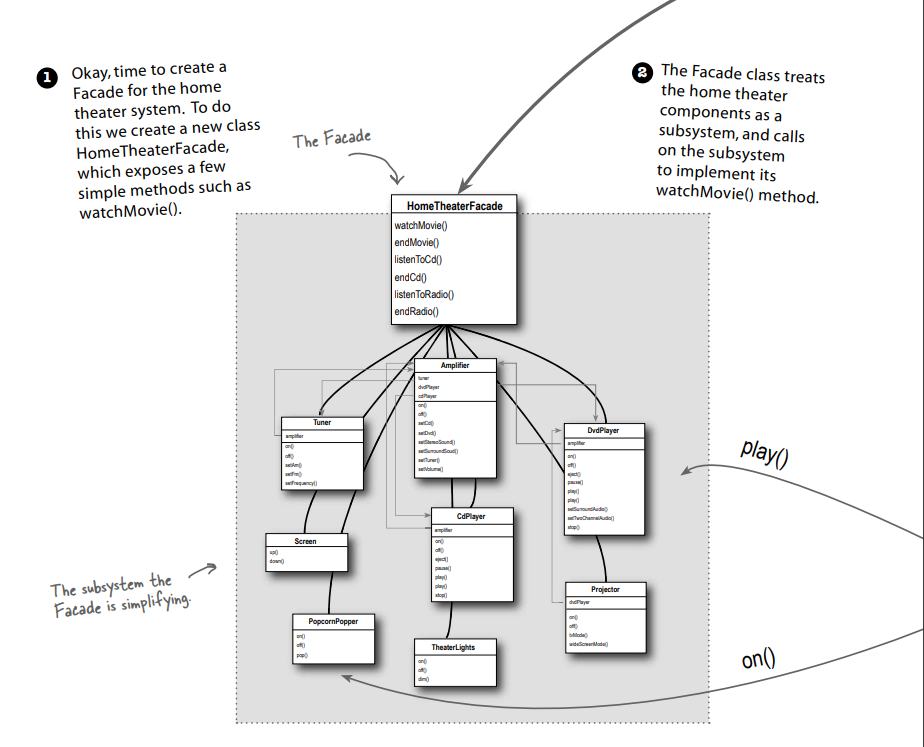 1 Okay, time to create a
Facade for the home
theater system. To do
this we create a new class
HomeTheaterFacade,
which exposes a few
simple methods such as
watchMovie().
2 The Facade class treats
the home theater
components as a
subsystem, and calls
on the subsystem
to implement its
watchMovie() method.
The Facade
HomeTheaterFacade
watchMovie()
endMovie()
listenToCd()
endCd()
listenToRadio()
endRadio()
Amplifier
tuner
dvdPlayer
cdPlayer
on()
off()
setCd()
setDvd()
setStereoSound()
setSurroundSoud()
setTuner()
setVolume()
Tuner
amplifier
on()
off()
setAm()
setFm()
setFrequency()
DvdPlayer
amplifier
on()
off()
eject()
pause()
play()
play()
setSurroundAudio()
setTwoChannelAudio()
stop()
play()
CdPlayer
amplifier
on()
off()
eject()
pause()
play()
play()
stop()
Screen
up()
down()
The subsystem the
Facade is simplifying.
Projector
dvdPlayer
on()
off()
tvMode()
wideScreenMode()
PopcornPopper
on()
off()
pop()
TheaterLights
on()
off()
dim()
on()